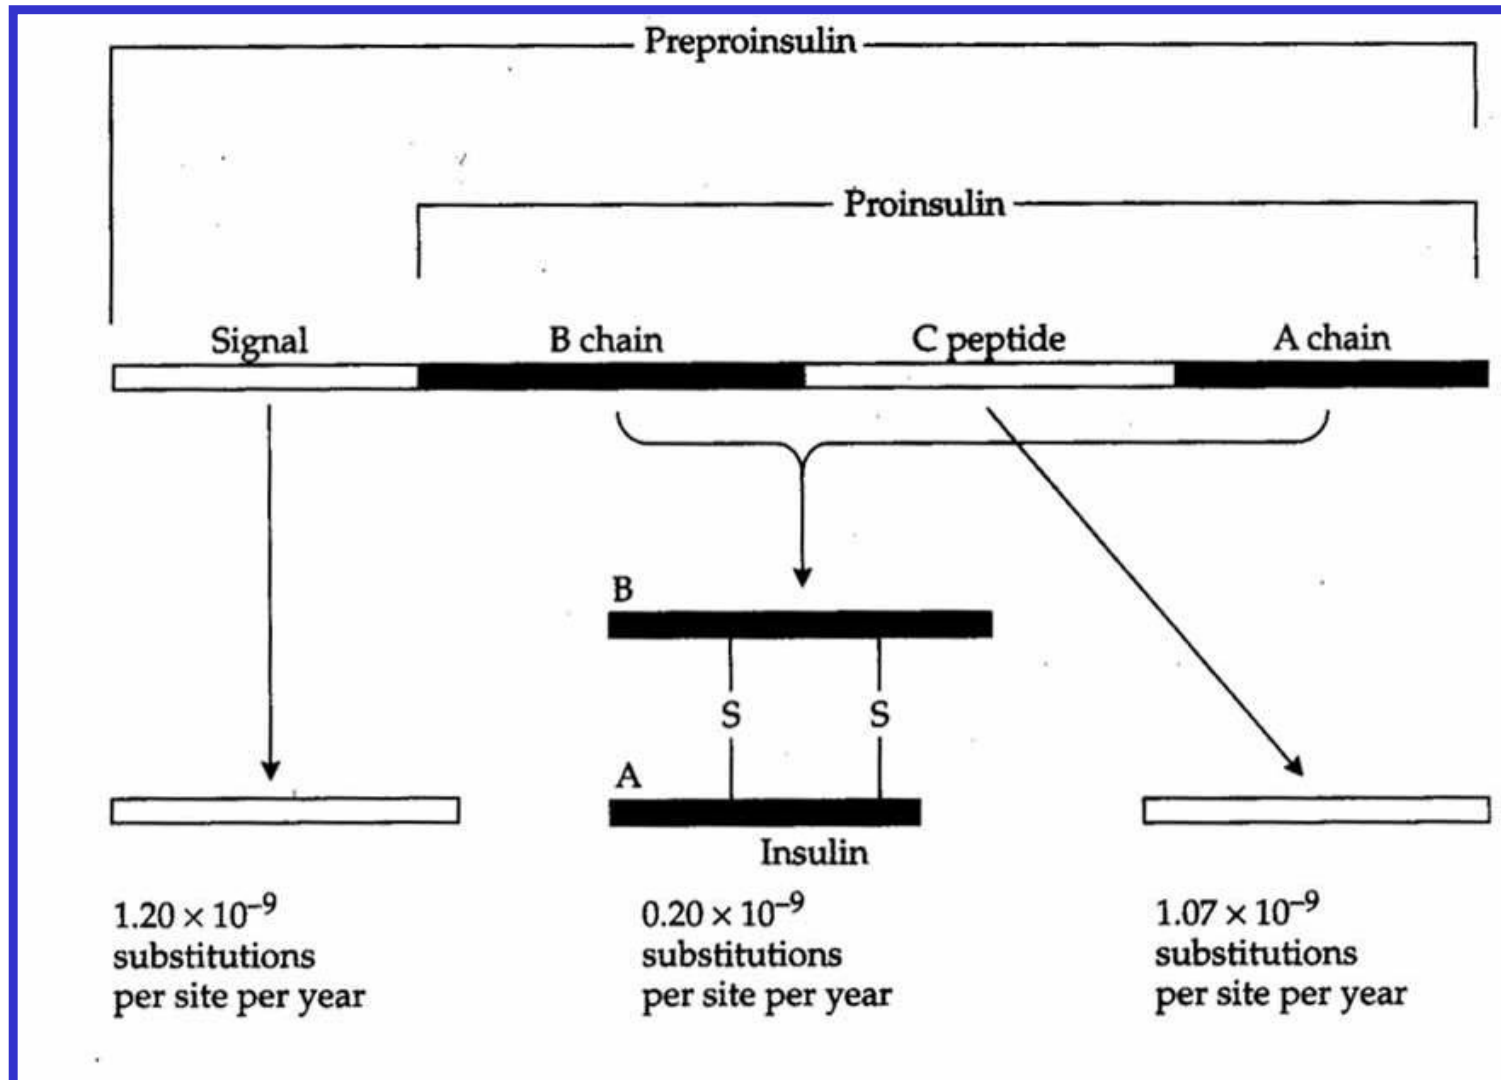 Preproinsulin
Proinsulin
Signal
B chain
C peptide
A chain
B
S
S
A
Insulin
1.20 × 10⁻⁹
substitutions
per site per year
0.20 × 10⁻⁹
substitutions
per site per year
1.07 × 10⁻⁹
substitutions
per site per year